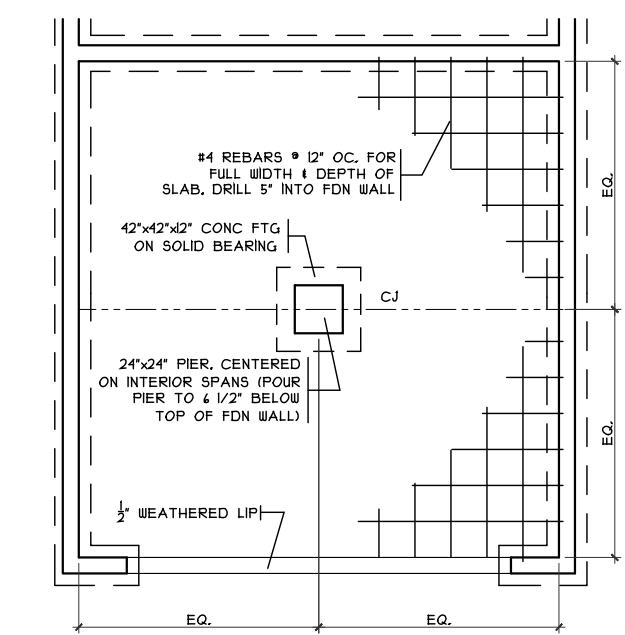 #4 REBARS @ 12" OC. FOR
FULL WIDTH & DEPTH OF
SLAB. DRILL 5" INTO FDN WALL
EQ.
42"x42"x12" CONC FTG
ON SOLID BEARING
CJ
24"x24" PIER. CENTERED
ON INTERIOR SPANS (POUR
PIER TO 6 1/2" BELOW
TOP OF FDN WALL)
EQ.
1/2" WEATHERED LIP
EQ.
EQ.